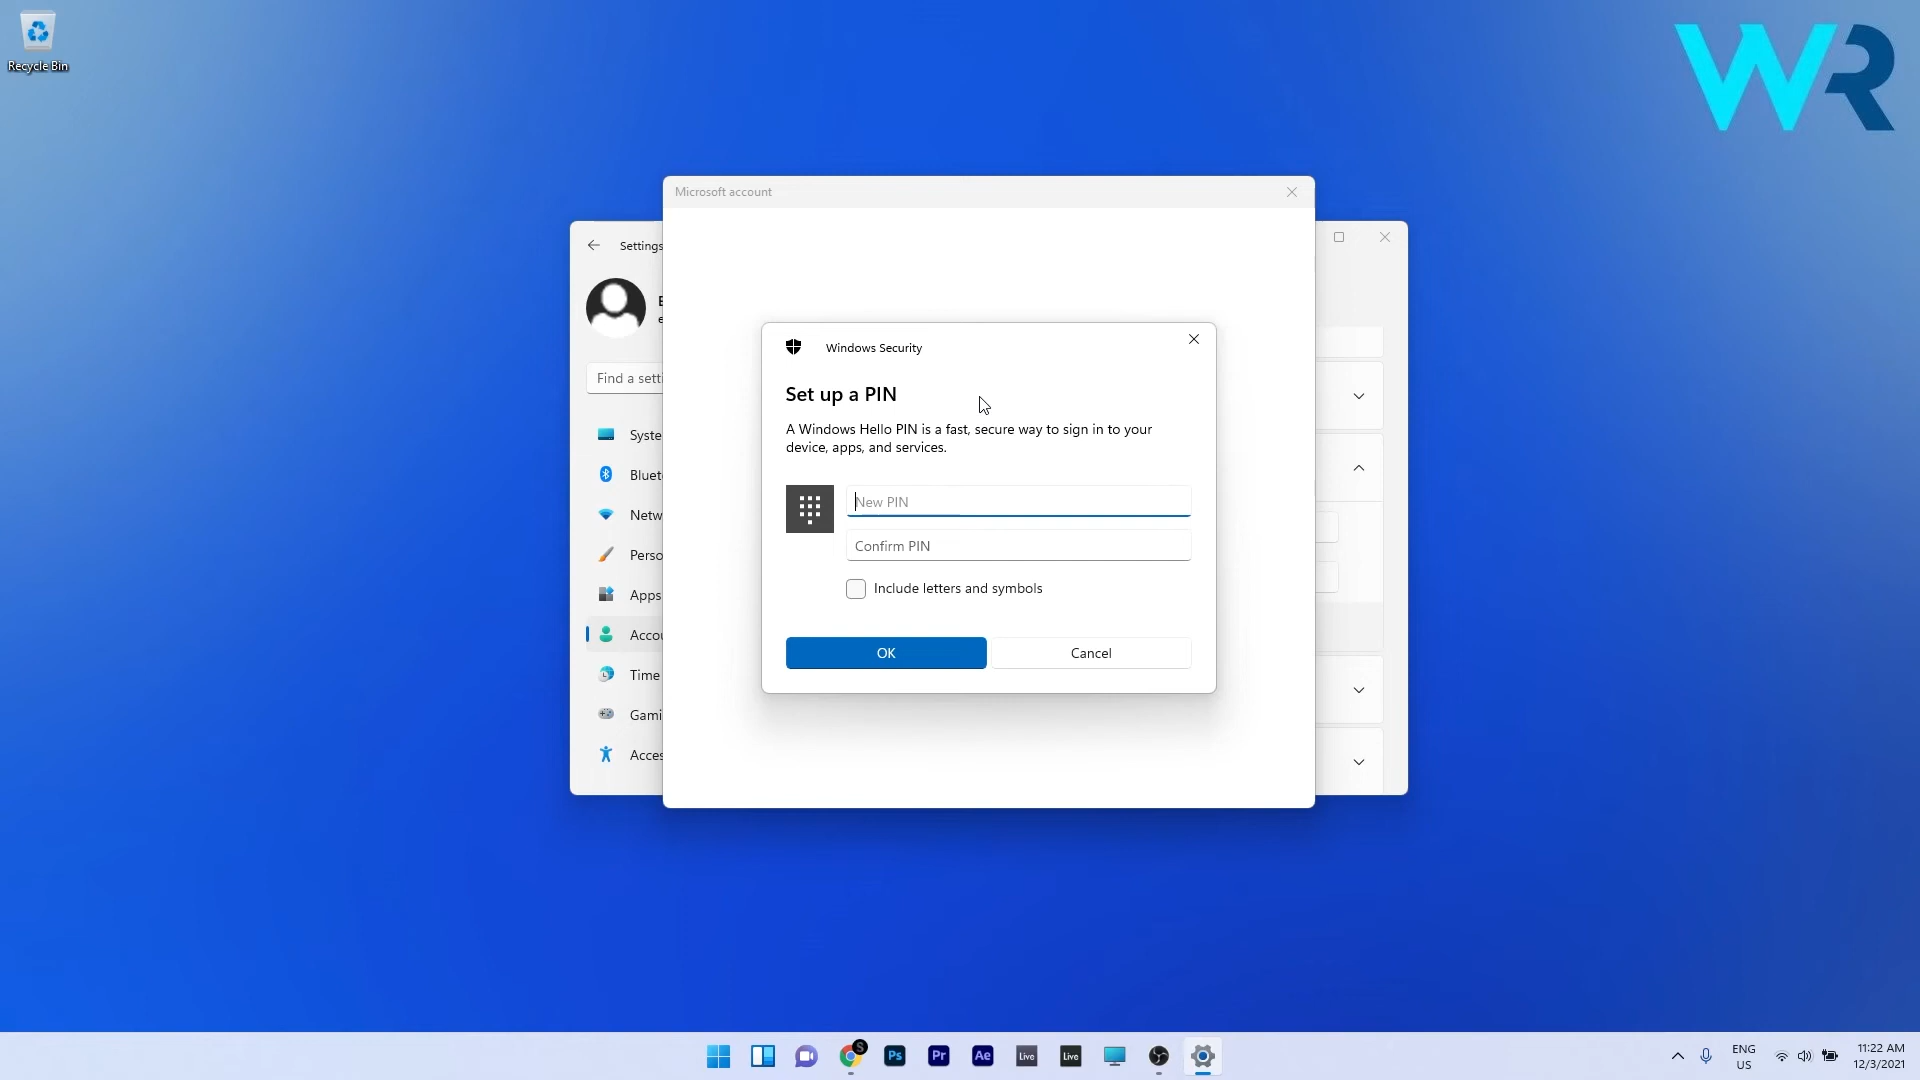 Recycle Bin
WR
Microsoft account
Settings
Find a setti
Syste
Bluet
Netw
Perso
Apps
Accou
Time
Gami
Acces
Windows Security
Set up a PIN
A Windows Hello PIN is a fast, secure way to sign in to your
device, apps, and services.
New PIN
Confirm PIN
Include letters and symbols
OK
Cancel
S
Ps
Pr
Ae
Live
Live
ENG
US
11:22 AM
12/3/2021